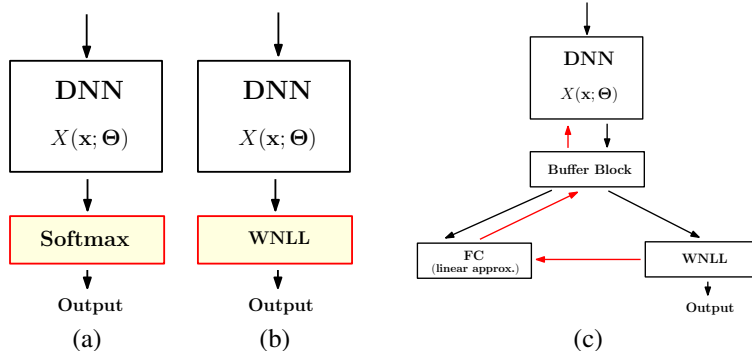 DNN
X(x; Θ)
Softmax
Output
(a)
DNN
X(x; Θ)
WNLL
Output
(b)
DNN
X(x; Θ)
Buffer Block
FC
(linear approx.)
WNLL
Output
(c)